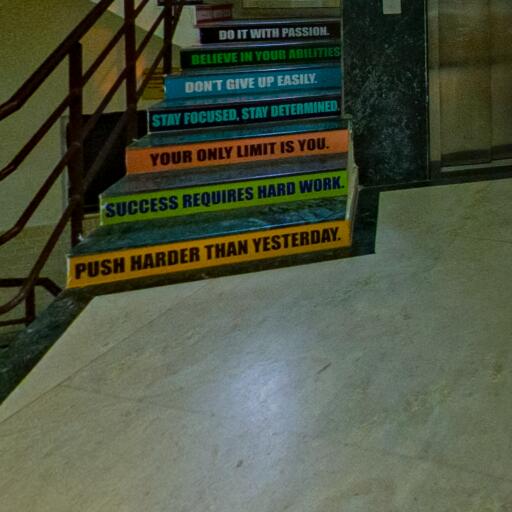 DO IT WITH PASSION.
BELIEVE IN YOUR ABILITIES
DON'T GIVE UP EASILY.
STAY FOCUSED, STAY DETERMINED.
YOUR ONLY LIMIT IS YOU.
SUCCESS REQUIRES HARD WORK.
PUSH HARDER THAN YESTERDAY.